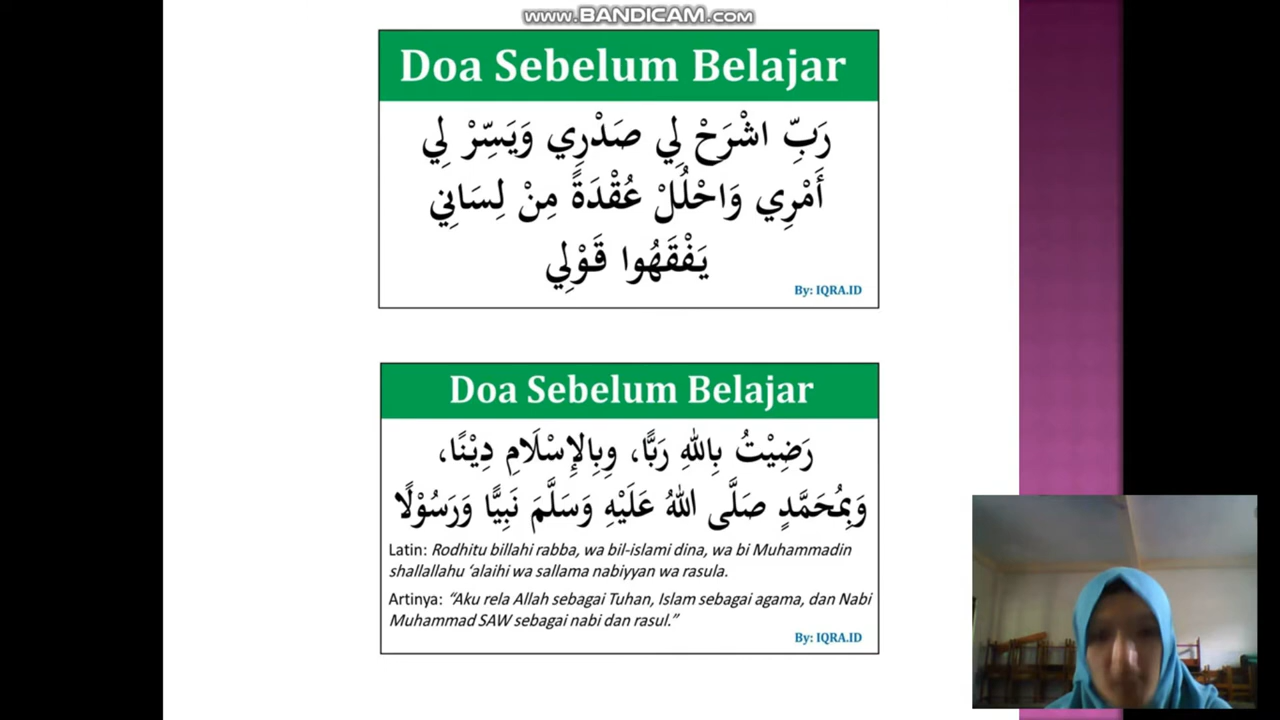 www.BANDICAM.com
Doa Sebelum Belajar
رَبِّ اشْرَحْ لِي صَدْرِي وَيَسِّرْ لِي
أَمْرِي وَاحْلُلْ عُقْدَةً مِنْ لِسَانِي
يَفْقَهُوا قَوْلِي
By: IQRA.ID
Doa Sebelum Belajar
رَضِيْتُ بِاللهِ رَبًّا، وِبِالإِسْلَامِ دِيْنًا،
وَبِمُحَمَّدٍ صَلَّى اللهُ عَلَيْهِ وَسَلَّمَ نَبِيًّا وَرَسُوْلًا
Latin: Rodhitu billahi rabba, wa bil-islami dina, wa bi Muhammadin
shallallahu ‘alaihi wa sallama nabiyyan wa rasula.
Artinya: “Aku rela Allah sebagai Tuhan, Islam sebagai agama, dan Nabi
Muhammad SAW sebagai nabi dan rasul.”
By: IQRA.ID